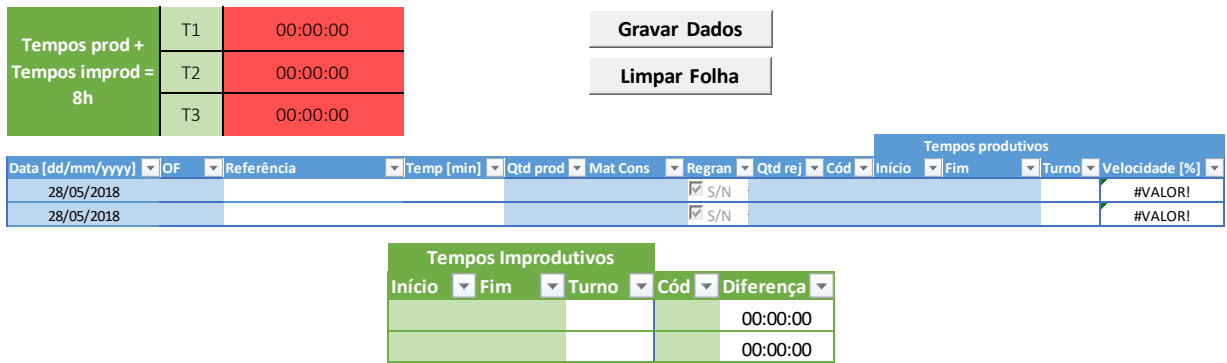 Tempos prod +
Tempos improd =
8h
T1 00:00:00
T2 00:00:00
T3 00:00:00
Gravar Dados
Limpar Folha
Tempos produtivos
Data [dd/mm/yyyy] OF Referência Temp [min] Qtd prod Mat Cons Regran Qtd rej Cód Início Fim Turno Velocidade [%]
28/05/2018 S/N #VALOR!
28/05/2018 S/N #VALOR!
Tempos Improdutivos
Início Fim Turno Cód Diferença
00:00:00
00:00:00